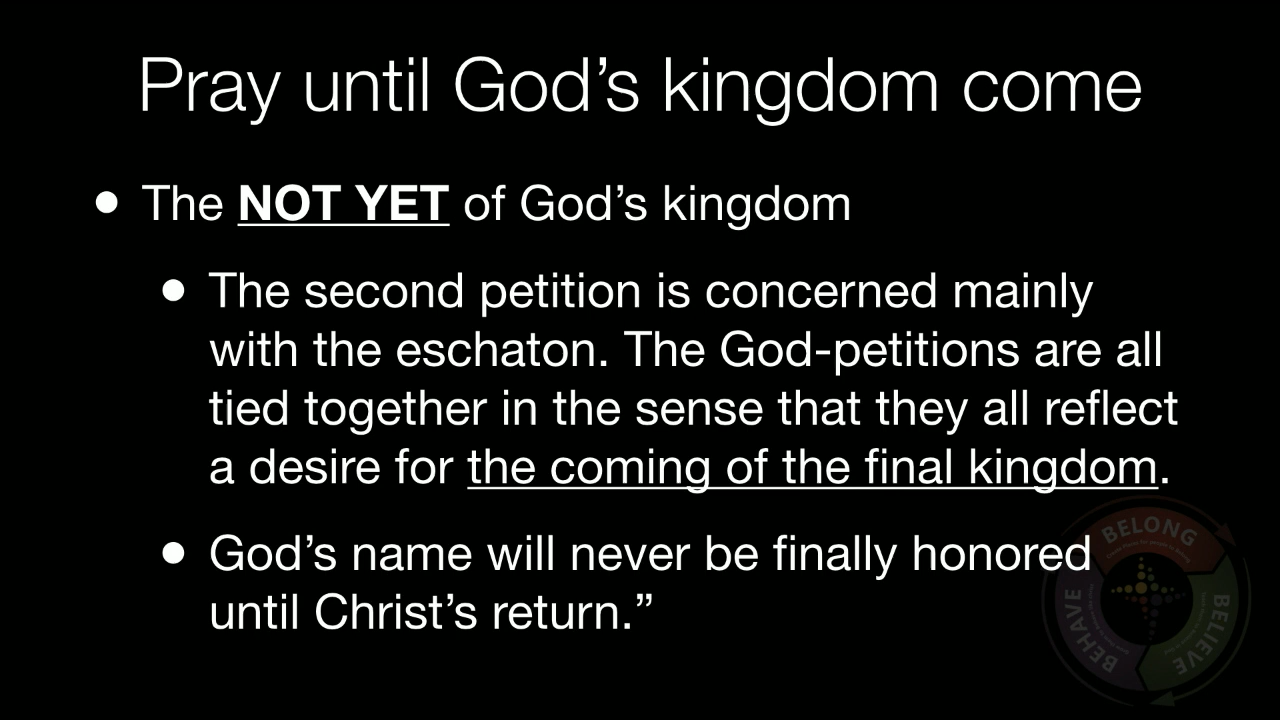 Pray until God’s kingdom come
• The NOT YET of God’s kingdom
• The second petition is concerned mainly
with the eschaton. The God-petitions are all
tied together in the sense that they all reflect
a desire for the coming of the final kingdom.
• God’s name will never be finally honored
until Christ’s return.”
BELONG
BELIEVE
BEHAVE